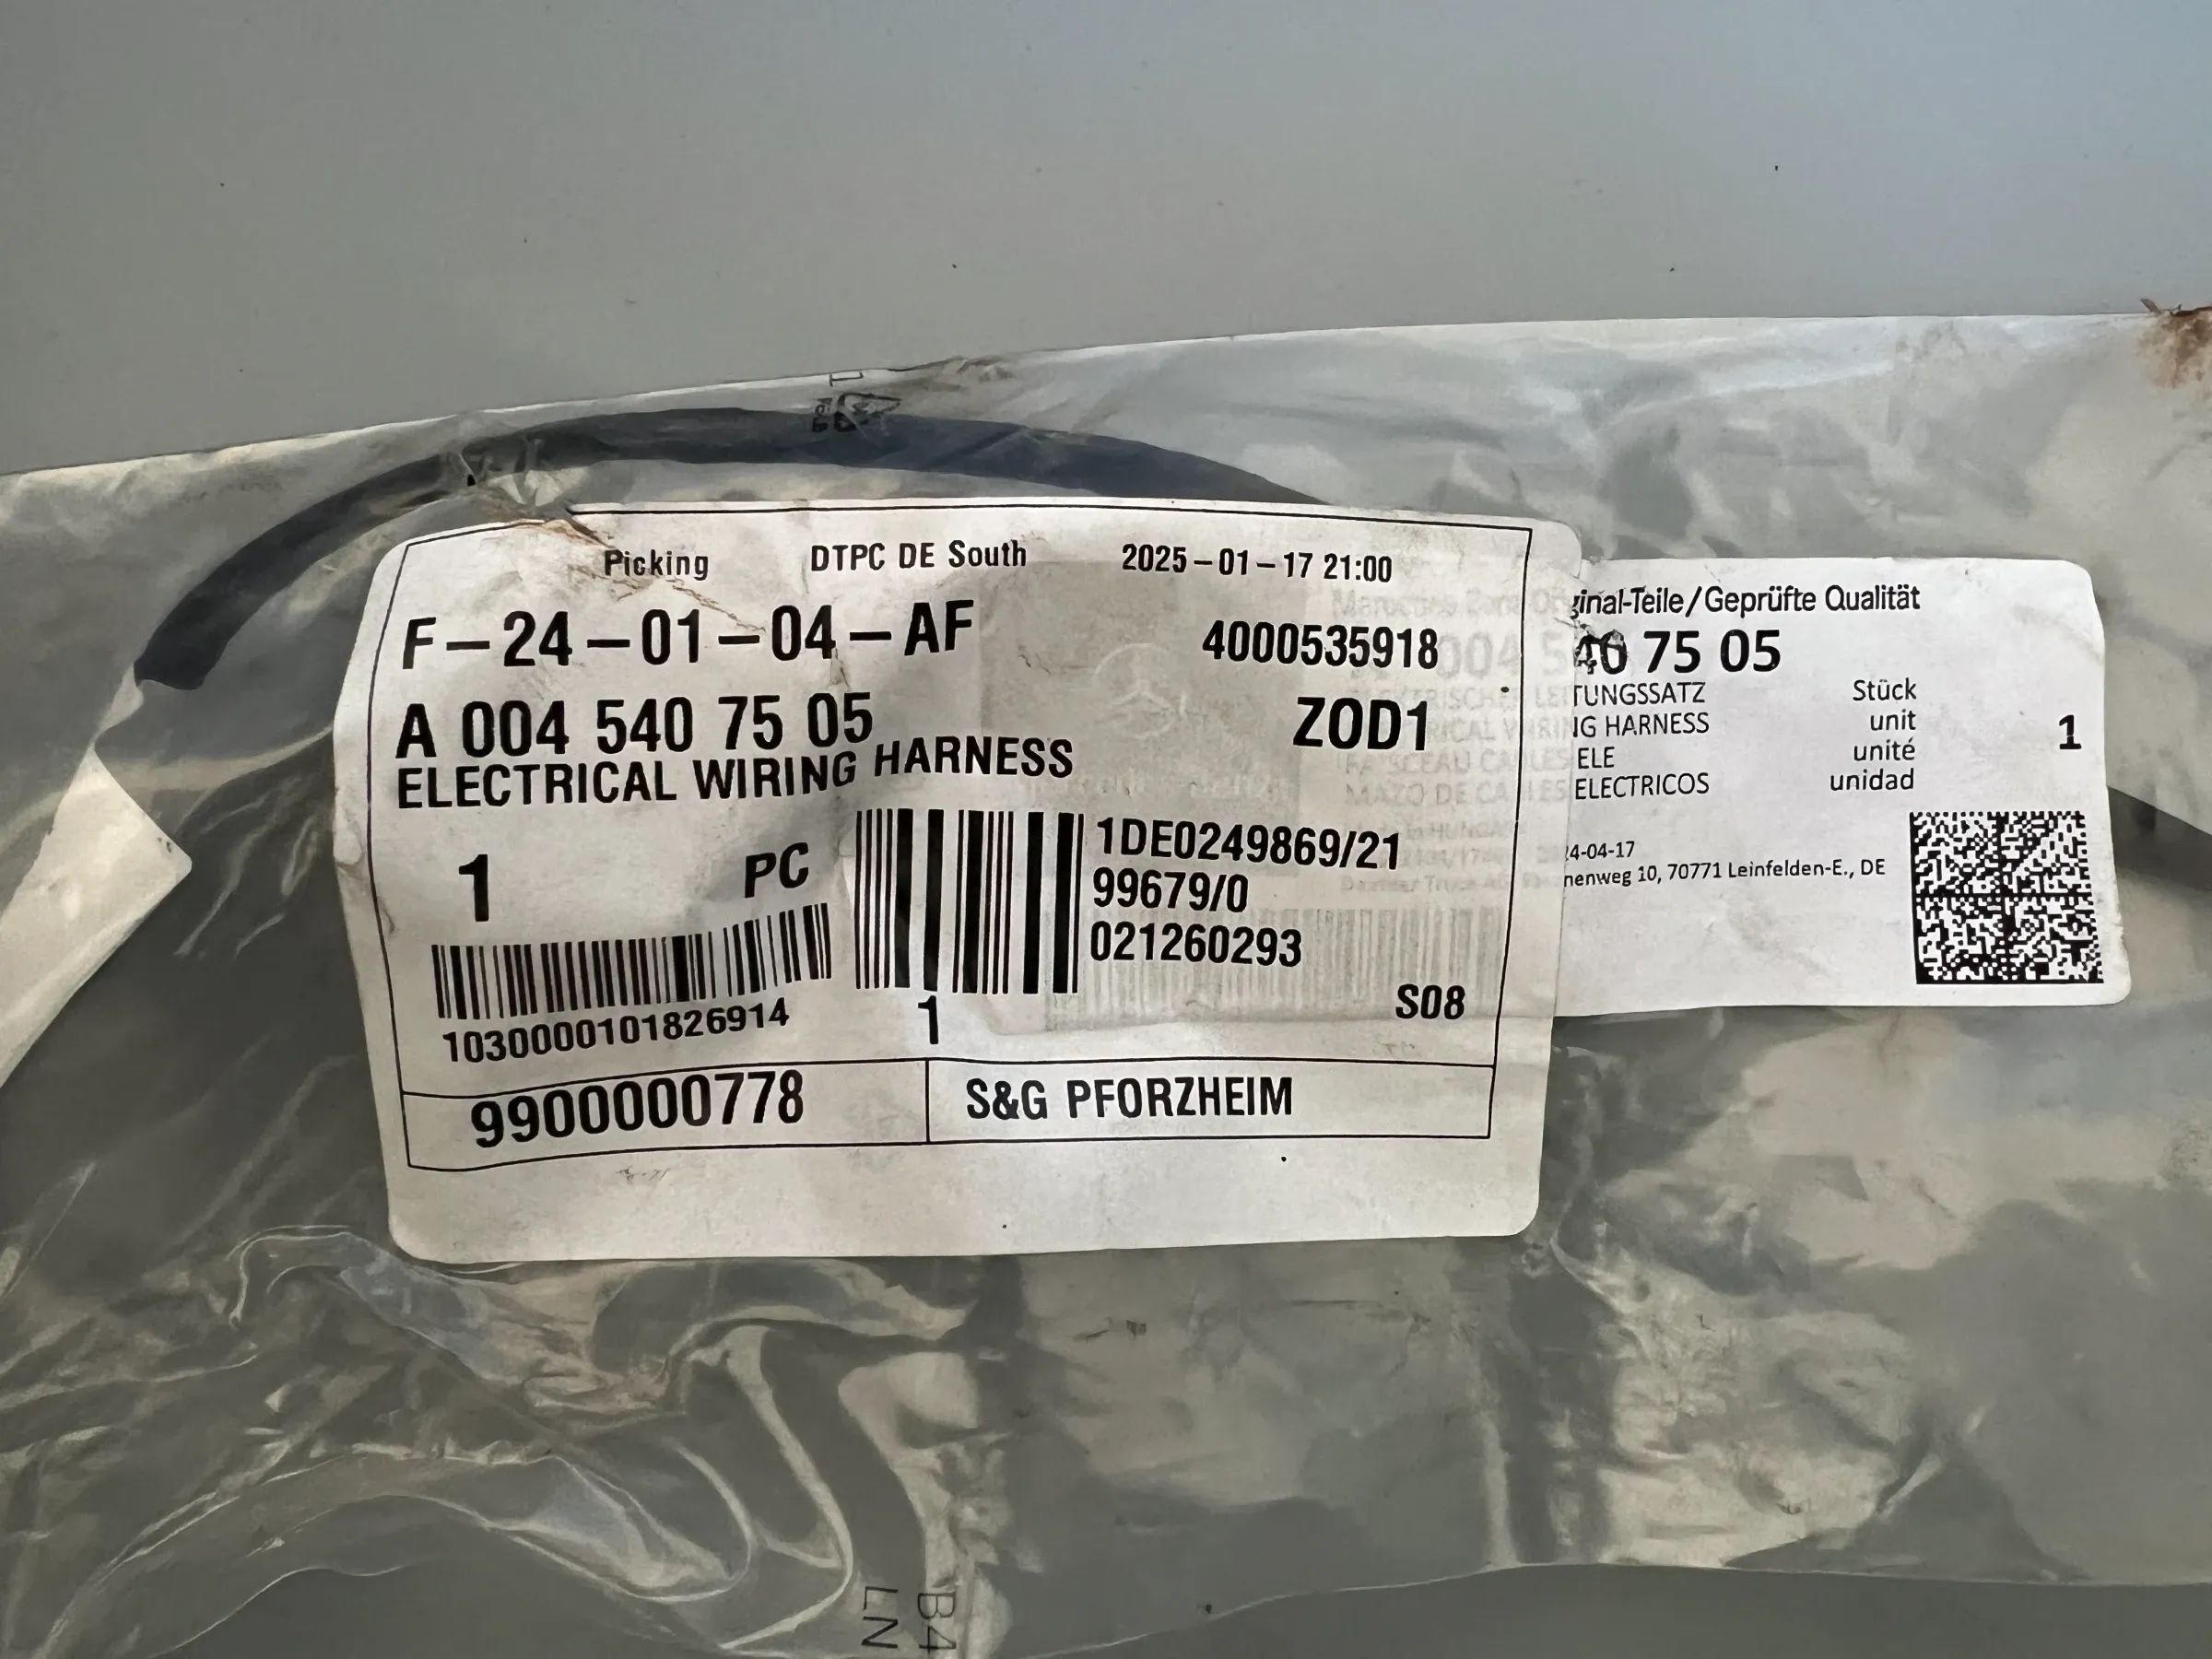 Picking DTPC DE South 2025-01-17 21:00
F-24-01-04-AF 4000535918
A 004 540 75 05 ZOD1
ELECTRICAL WIRING HARNESS
1 PC
1DE0249869/21
99679/0
021260293
1030000101826914
1
S08
9900000778 S&G PFORZHEIM
ginal-Teile/Geprüfte Qualität
40 75 05
TUNGSSATZ Stück
NG HARNESS unit
ELE unité
ELECTRICOS unidad
1
4-04-17
nenweg 10, 70771 Leinfelden-E., DE
B4
LN